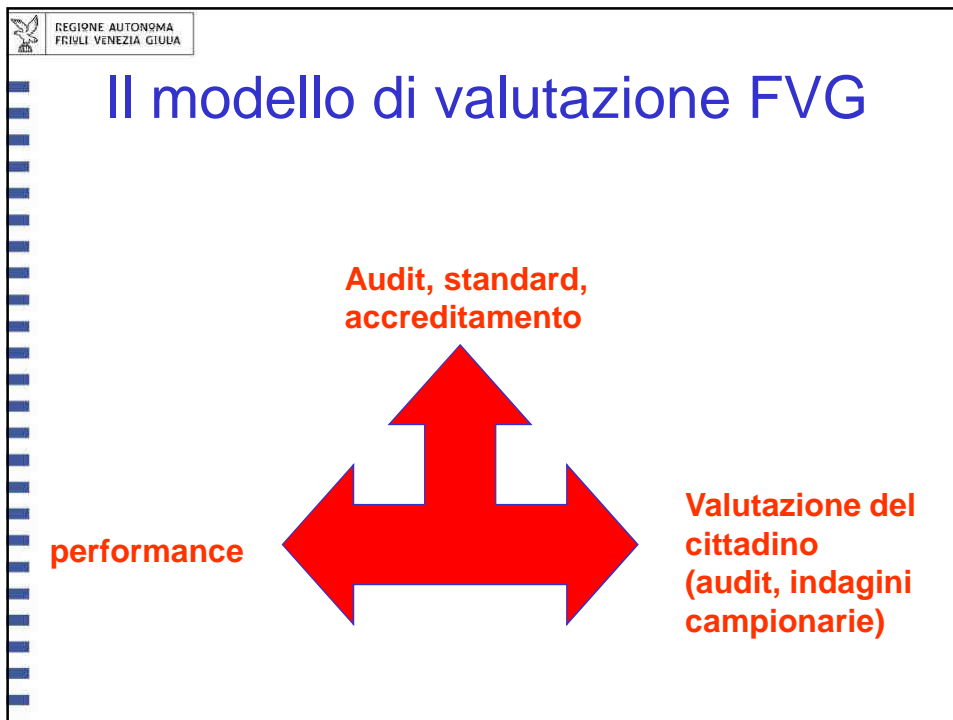 REGIONE AUTONOMA
FRIULI VENEZIA GIULIA
Il modello di valutazione FVG
Audit, standard,
accreditamento
performance
Valutazione del
cittadino
(audit, indagini
campionarie)